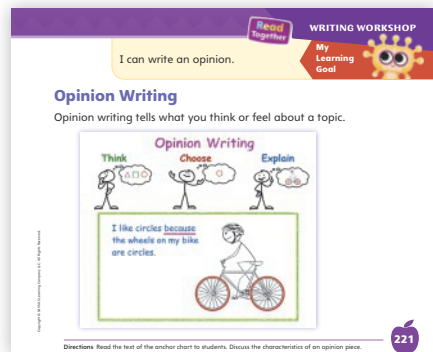 Read
Together
WRITING WORKSHOP
I can write an opinion.
My
Learning
Goal
Opinion Writing
Opinion writing tells what you think or feel about a topic.
Opinion Writing
Think Choose Explain
I like circles because
the wheels on my bike
are circles.
Directions Read the text of the anchor chart to students. Discuss the characteristics of an opinion piece.
221